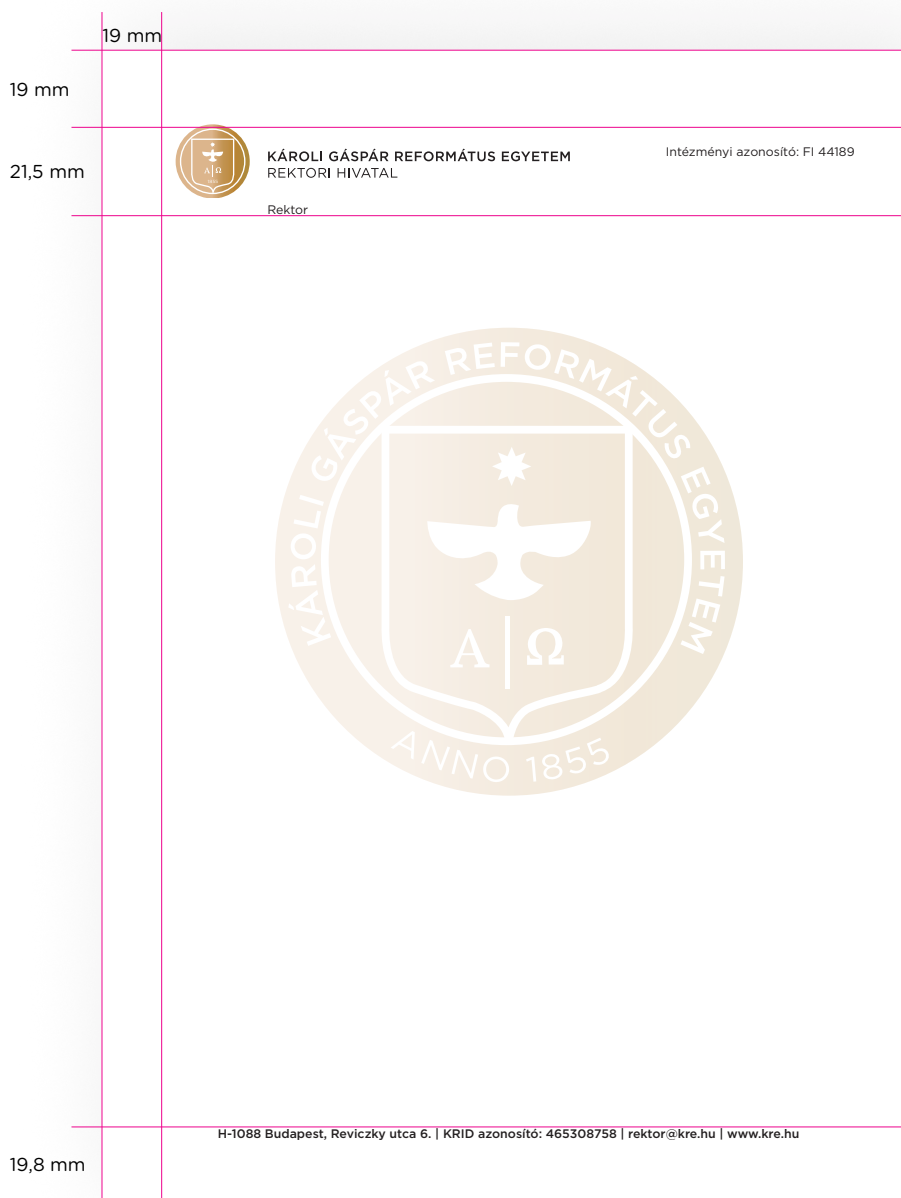 19 mm
19 mm
21,5 mm
KÁROLI GÁSPÁR REFORMÁTUS EGYETEM
REKTORI HIVATAL
Intézményi azonosító: FI 44189
Rektor
A Ω
KÁROLI GÁSPÁR REFORMÁTUS EGYETEM
A Ω
ANNO 1855
H-1088 Budapest, Reviczky utca 6. | KRID azonosító: 465308758 | rektor@kre.hu | www.kre.hu
19,8 mm